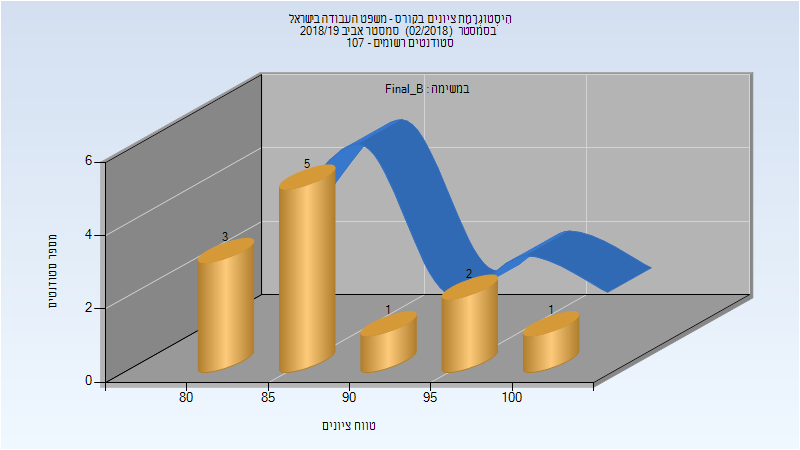 היסטוגרמת ציונים בקורס - משפט העבודה בישראל
בסמסטר (02/2018) סמסטר אביב 2018/19
סטודנטים רשומים - 107
במשימה : Final_B
מספר סטודנטים
6
4
2
0
3
5
1
2
1
80
85
90
95
100
טווח ציונים